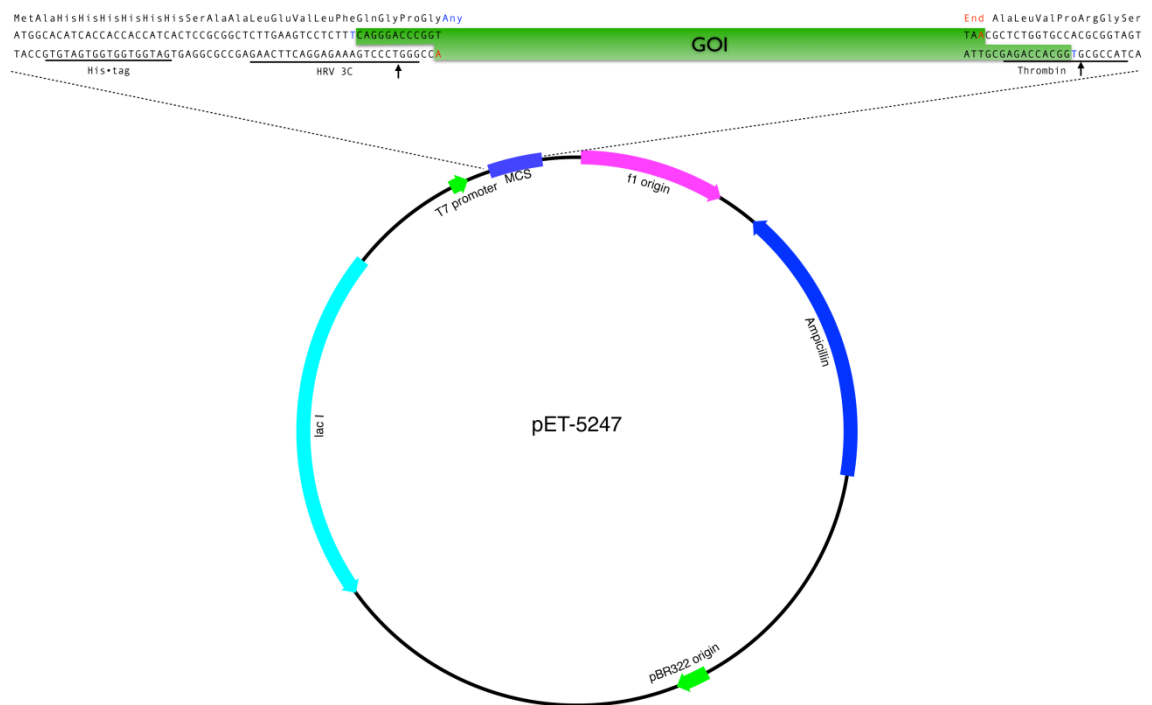 MetAlaHisHisHisHisHisHisSerAlaAlaLeuGluValLeuPheGlnGlyProGlyAny End AlaLeuValProArgGlySer
ATGGCACATCACCACCACCATCACTCCGCGGCTCTTGAAGTCCTCTTTCAGGGACCCGGT GOI TAACGCTCTGGTGCCACGCGGTAGT
TACCGTGTAGTGGTGGTGGTAGTGAGGCGCCGAGAACTTCAGGAGAAAGTCCCTGGGCCA ATTGCGAGACCACGGTGCGCCATCA
His•tag HRV 3C Thrombin
MCS
T7 promoter
f1 origin
Ampicillin
lac I
pET-5247
pBR322 origin